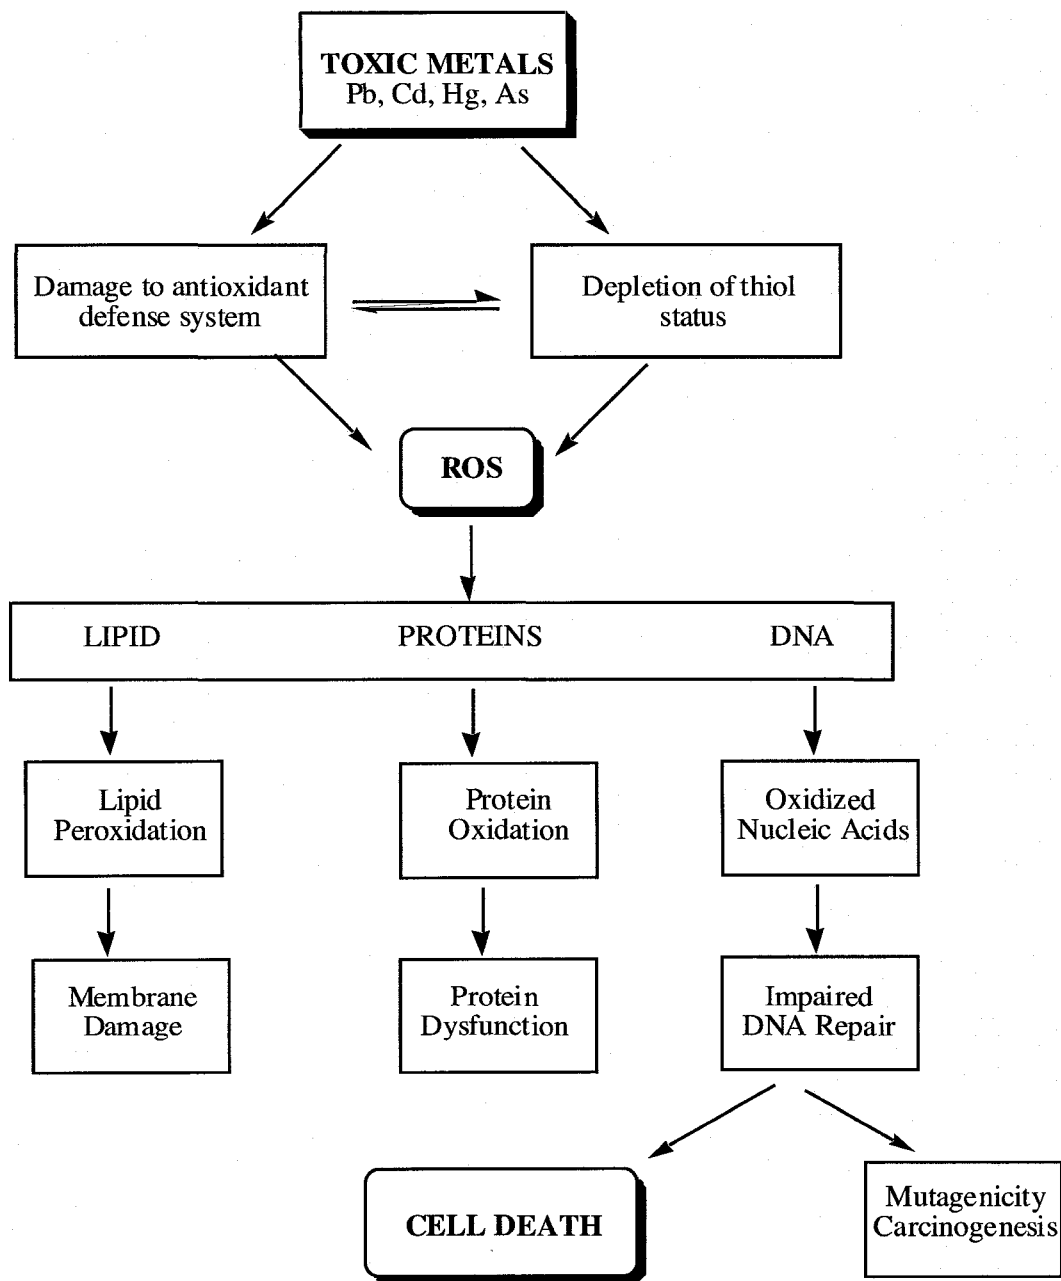 TOXIC METALS
Pb, Cd, Hg, As
Damage to antioxidant
defense system
Depletion of thiol
status
ROS
LIPID PROTEINS DNA
Lipid
Peroxidation
Protein
Oxidation
Oxidized
Nucleic Acids
Membrane
Damage
Protein
Dysfunction
Impaired
DNA Repair
CELL DEATH
Mutagenicity
Carcinogenesis